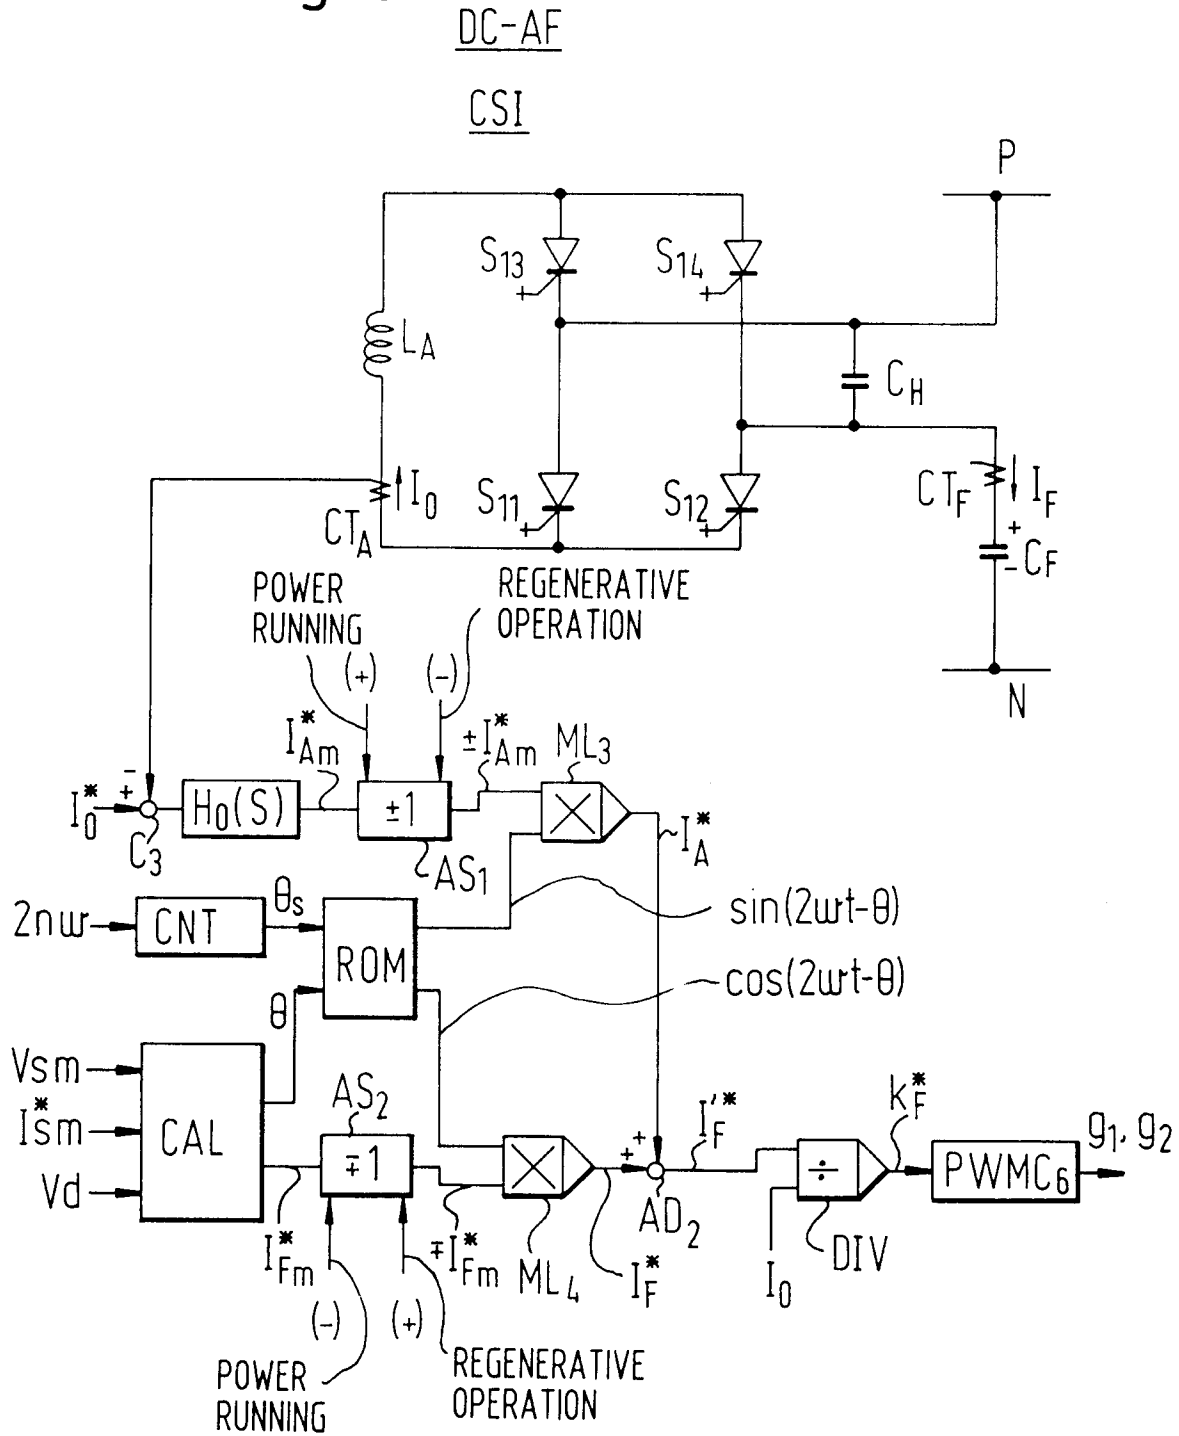 g
DC-AF
CSI
P
S13
S14
LA
CH
I0
CTA
S11
S12
CTF
IF
+
- CF
N
POWER
RUNNING
REGENERATIVE
OPERATION
(+)
(-)
I*Am
±I*Am
ML3
I*0
-
+
C3
H0(S)
±1
AS1
I*A
2nω
CNT
θs
ROM
sin(2ωt-θ)
cos(2ωt-θ)
θ
Vsm
I*sm
Vd
CAL
AS2
∓1
I*Fm
∓I*Fm
ML4
I*F
+
+
AD2
I'*F
÷
DIV
I0
k*F
PWMC6
g1, g2
(-)
(+)
POWER
RUNNING
REGENERATIVE
OPERATION